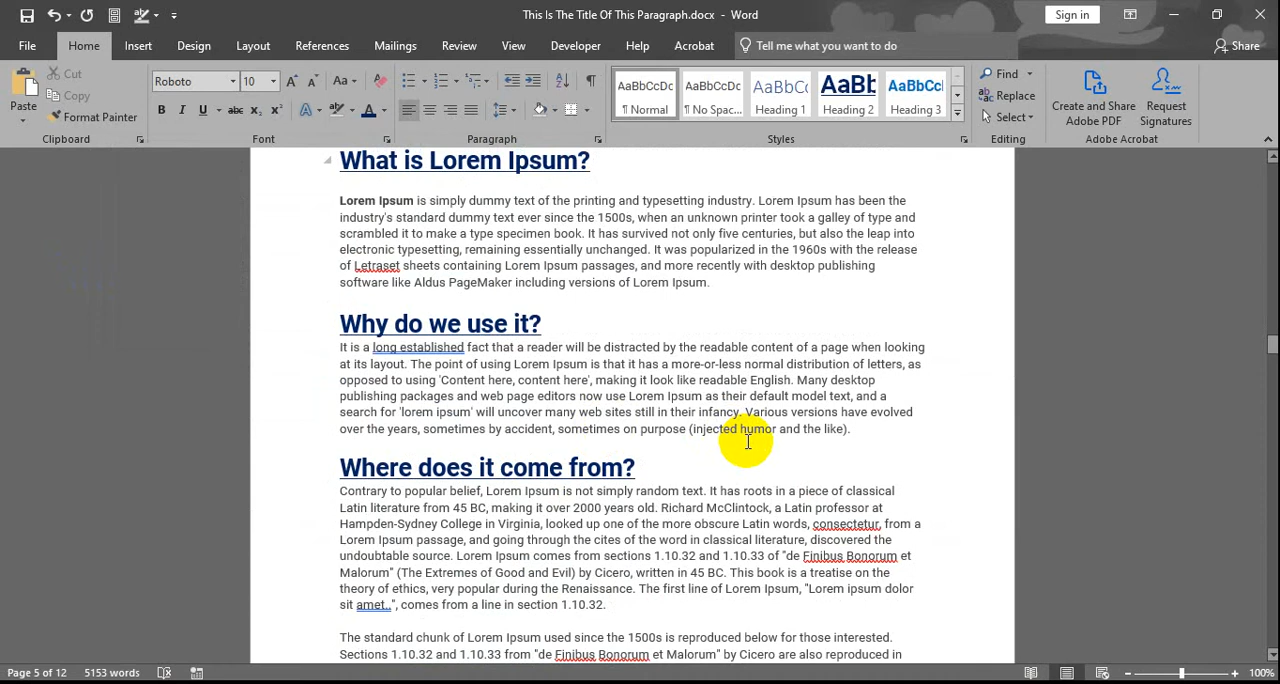 This Is The Title Of This Paragraph.docx - Word
Sign in
File Home Insert Design Layout References Mailings Review View Developer Help Acrobat Tell me what you want to do Share
Paste
Cut
Copy
Format Painter
Clipboard
Roboto 10
Font
Paragraph
AaBbCcDc AaBbCcDc AaBbCc AaBb AaBbCcl
¶ Normal ¶ No Spac... Heading 1 Heading 2 Heading 3
Styles
Find
Replace
Select
Editing
Create and Share
Adobe PDF
Request
Signatures
Adobe Acrobat
What is Lorem Ipsum?
Lorem Ipsum is simply dummy text of the printing and typesetting industry. Lorem Ipsum has been the
industry's standard dummy text ever since the 1500s, when an unknown printer took a galley of type and
scrambled it to make a type specimen book. It has survived not only five centuries, but also the leap into
electronic typesetting, remaining essentially unchanged. It was popularized in the 1960s with the release
of Letraset sheets containing Lorem Ipsum passages, and more recently with desktop publishing
software like Aldus PageMaker including versions of Lorem Ipsum.
Why do we use it?
It is a long established fact that a reader will be distracted by the readable content of a page when looking
at its layout. The point of using Lorem Ipsum is that it has a more-or-less normal distribution of letters, as
opposed to using 'Content here, content here', making it look like readable English. Many desktop
publishing packages and web page editors now use Lorem Ipsum as their default model text, and a
search for 'lorem ipsum' will uncover many web sites still in their infancy. Various versions have evolved
over the years, sometimes by accident, sometimes on purpose (injected humor and the like).
Where does it come from?
Contrary to popular belief, Lorem Ipsum is not simply random text. It has roots in a piece of classical
Latin literature from 45 BC, making it over 2000 years old. Richard McClintock, a Latin professor at
Hampden-Sydney College in Virginia, looked up one of the more obscure Latin words, consectetur, from a
Lorem Ipsum passage, and going through the cites of the word in classical literature, discovered the
undoubtable source. Lorem Ipsum comes from sections 1.10.32 and 1.10.33 of "de Finibus Bonorum et
Malorum" (The Extremes of Good and Evil) by Cicero, written in 45 BC. This book is a treatise on the
theory of ethics, very popular during the Renaissance. The first line of Lorem Ipsum, "Lorem ipsum dolor
sit amet..", comes from a line in section 1.10.32.
The standard chunk of Lorem Ipsum used since the 1500s is reproduced below for those interested.
Sections 1.10.32 and 1.10.33 from "de Finibus Bonorum et Malorum" by Cicero are also reproduced in
Page 5 of 12 5153 words 100%